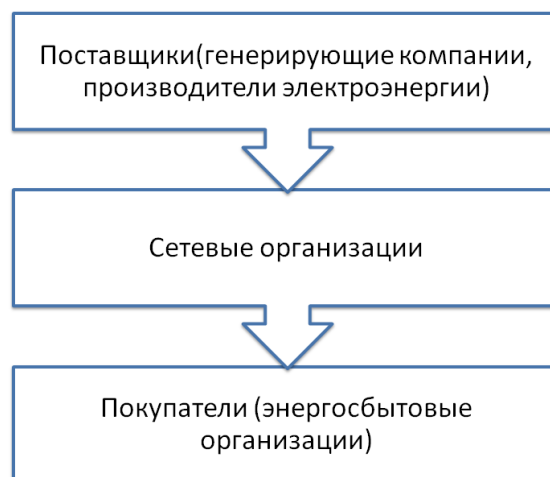 Поставщики(генерирующие компании,
производители электроэнергии)
Сетевые организации
Покупатели (энергосбытовые
организации)